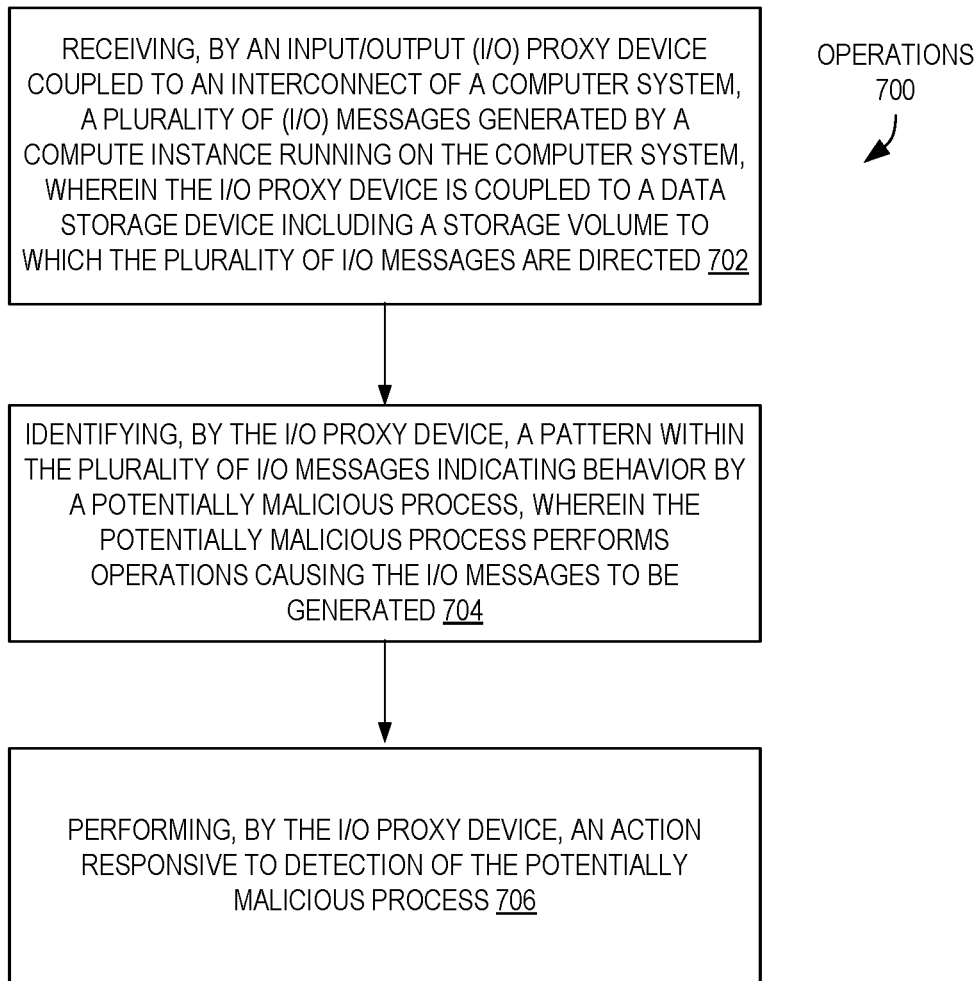 RECEIVING, BY AN INPUT/OUTPUT (I/O) PROXY DEVICE
COUPLED TO AN INTERCONNECT OF A COMPUTER SYSTEM,
A PLURALITY OF (I/O) MESSAGES GENERATED BY A
COMPUTE INSTANCE RUNNING ON THE COMPUTER SYSTEM,
WHEREIN THE I/O PROXY DEVICE IS COUPLED TO A DATA
STORAGE DEVICE INCLUDING A STORAGE VOLUME TO
WHICH THE PLURALITY OF I/O MESSAGES ARE DIRECTED 702
OPERATIONS
700
IDENTIFYING, BY THE I/O PROXY DEVICE, A PATTERN WITHIN
THE PLURALITY OF I/O MESSAGES INDICATING BEHAVIOR BY
A POTENTIALLY MALICIOUS PROCESS, WHEREIN THE
POTENTIALLY MALICIOUS PROCESS PERFORMS
OPERATIONS CAUSING THE I/O MESSAGES TO BE
GENERATED 704
PERFORMING, BY THE I/O PROXY DEVICE, AN ACTION
RESPONSIVE TO DETECTION OF THE POTENTIALLY
MALICIOUS PROCESS 706